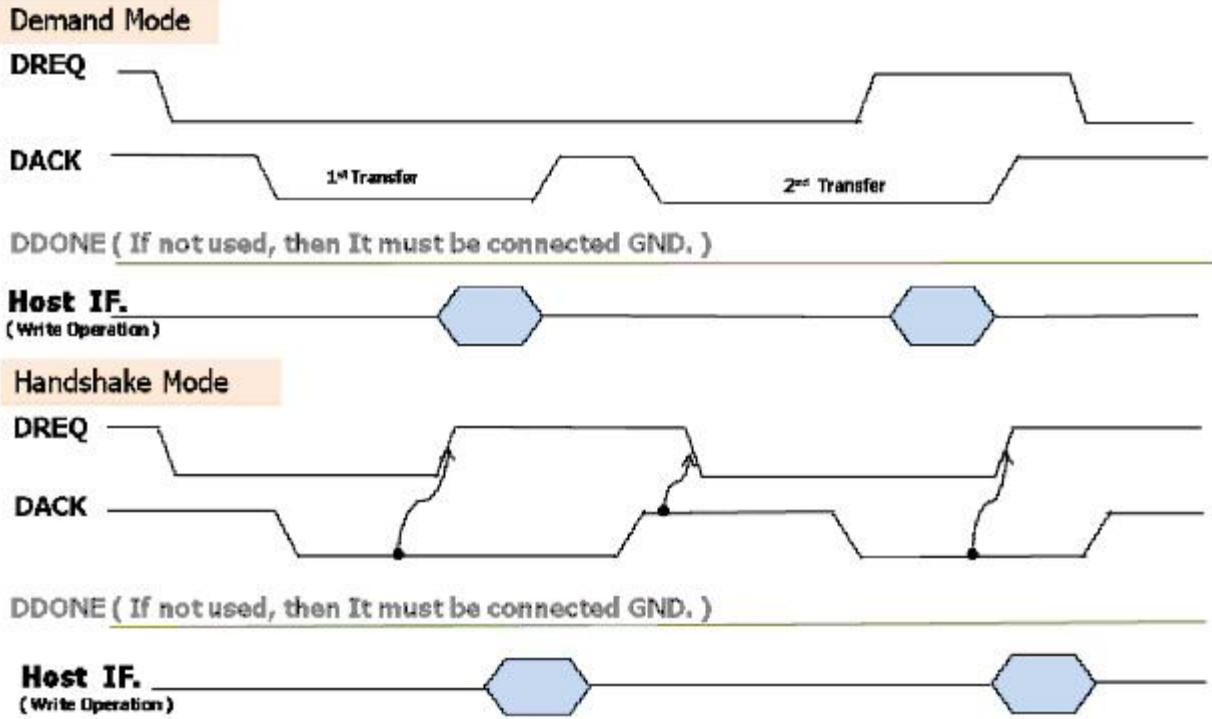 Demand Mode
DREQ
DACK
1st Transfer
2nd Transfer
DDONE ( If not used, then It must be connected GND. )
Host IF.
( Write Operation )
Handshake Mode
DREQ
DACK
DDONE ( If not used, then It must be connected GND. )
Host IF.
( Write Operation )